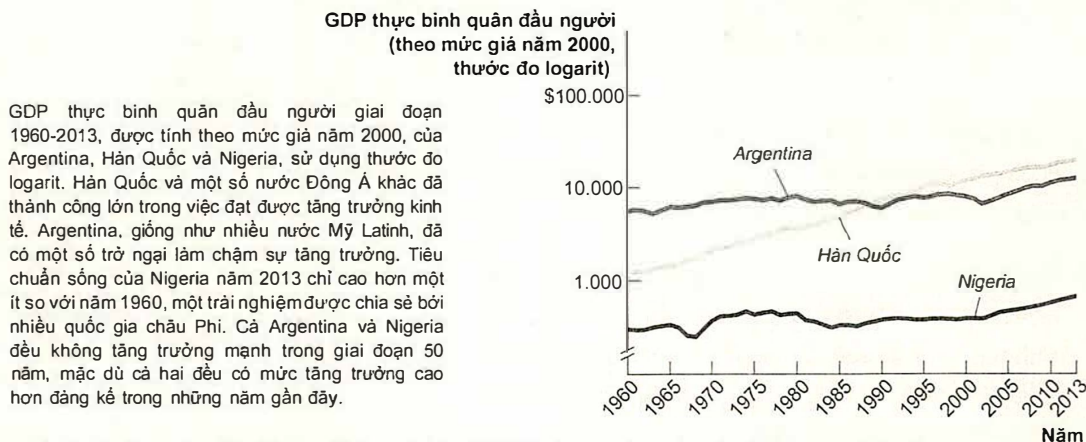 GDP thực bình quân đầu người
(theo mức giá năm 2000,
thước đo logarit)
GDP thực bình quân đầu người giai đoạn
1960-2013, được tính theo mức giá năm 2000, của
Argentina, Hàn Quốc và Nigeria, sử dụng thước đo
logarit. Hàn Quốc và một số nước Đông Á khác đã
thành công lớn trong việc đạt được tăng trưởng kinh
tế. Argentina, giống như nhiều nước Mỹ Latinh, đã
có một số trở ngại làm chậm sự tăng trưởng. Tiêu
chuẩn sống của Nigeria năm 2013 chỉ cao hơn một
ít so với năm 1960, một trải nghiệm được chia sẻ bởi
nhiều quốc gia châu Phi. Cả Argentina và Nigeria
đều không tăng trưởng mạnh trong giai đoạn 50
năm, mặc dù cả hai đều có mức tăng trưởng cao
hơn đáng kể trong những năm gần đây.
$100.000
10.000
1.000
Argentina
Hàn Quốc
Nigeria
1960 1965 1970 1975 1980 1985 1990 1995 2000 2005 2010 2013
Năm